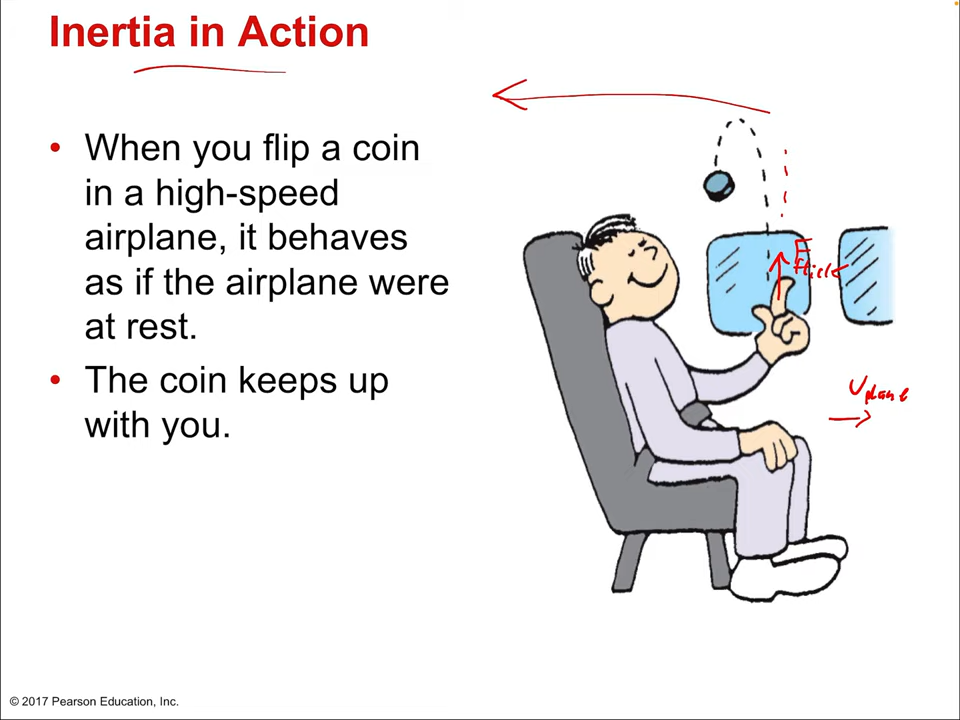 Inertia in Action
• When you flip a coin
in a high-speed
airplane, it behaves
as if the airplane were
at rest.
• The coin keeps up
with you.
F flick
v plane
© 2017 Pearson Education, Inc.